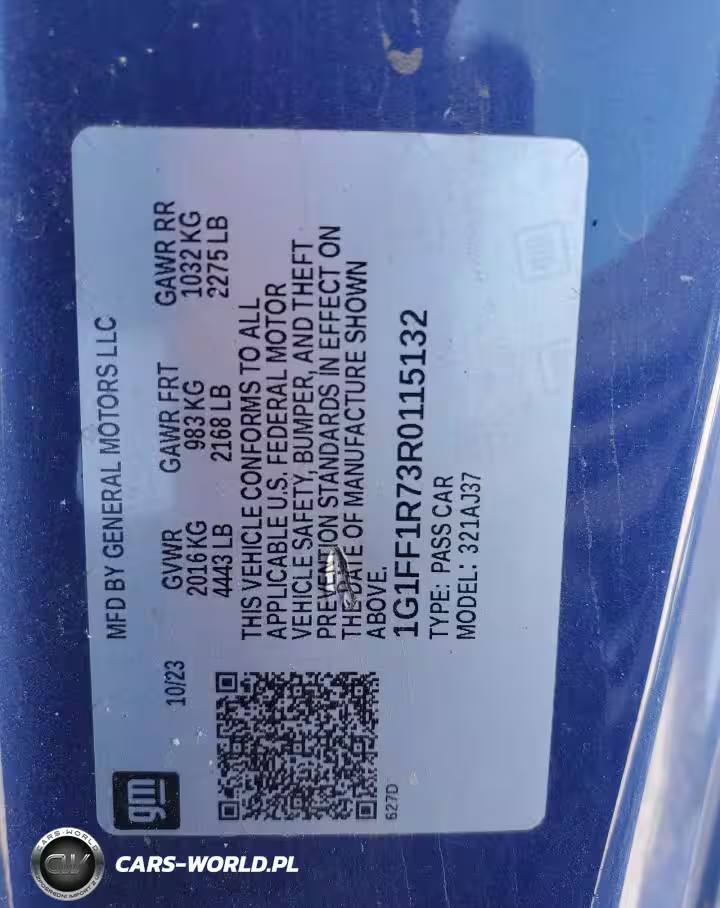 MFD BY GENERAL MOTORS LLC
10/23
GVWR GAWR FRT GAWR RR
2016 KG 983 KG 1032 KG
4443 LB 2168 LB 2275 LB
THIS VEHICLE CONFORMS TO ALL
APPLICABLE U.S. FEDERAL MOTOR
VEHICLE SAFETY, BUMPER, AND THEFT
PREVENTION STANDARDS IN EFFECT ON
THE DATE OF MANUFACTURE SHOWN
ABOVE.
1G1FF1R73R0115132
TYPE: PASS CAR
MODEL: 321AJ37
gm
627D
CARS-WORLD
CW
CARS-WORLD.PL